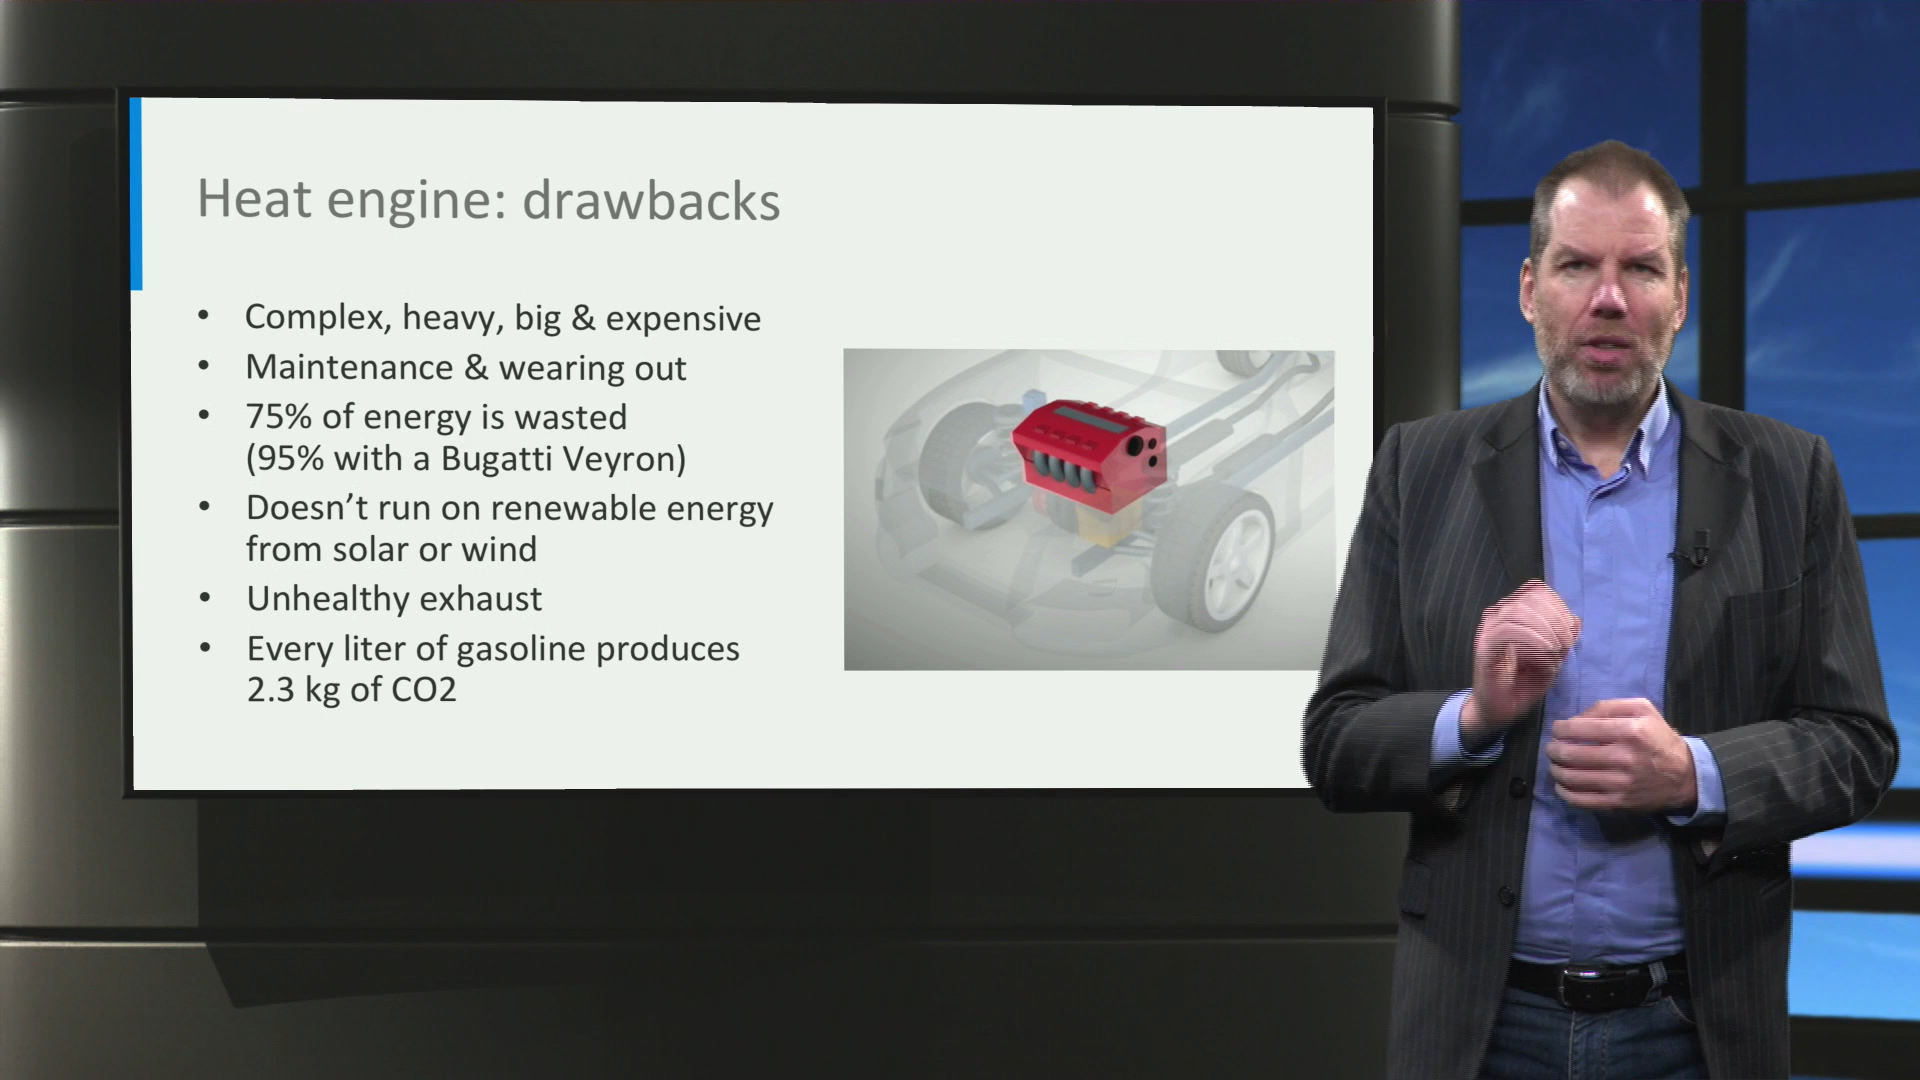 Heat engine: drawbacks
• Complex, heavy, big & expensive
• Maintenance & wearing out
• 75% of energy is wasted
(95% with a Bugatti Veyron)
• Doesn’t run on renewable energy
from solar or wind
• Unhealthy exhaust
• Every liter of gasoline produces
2.3 kg of CO2